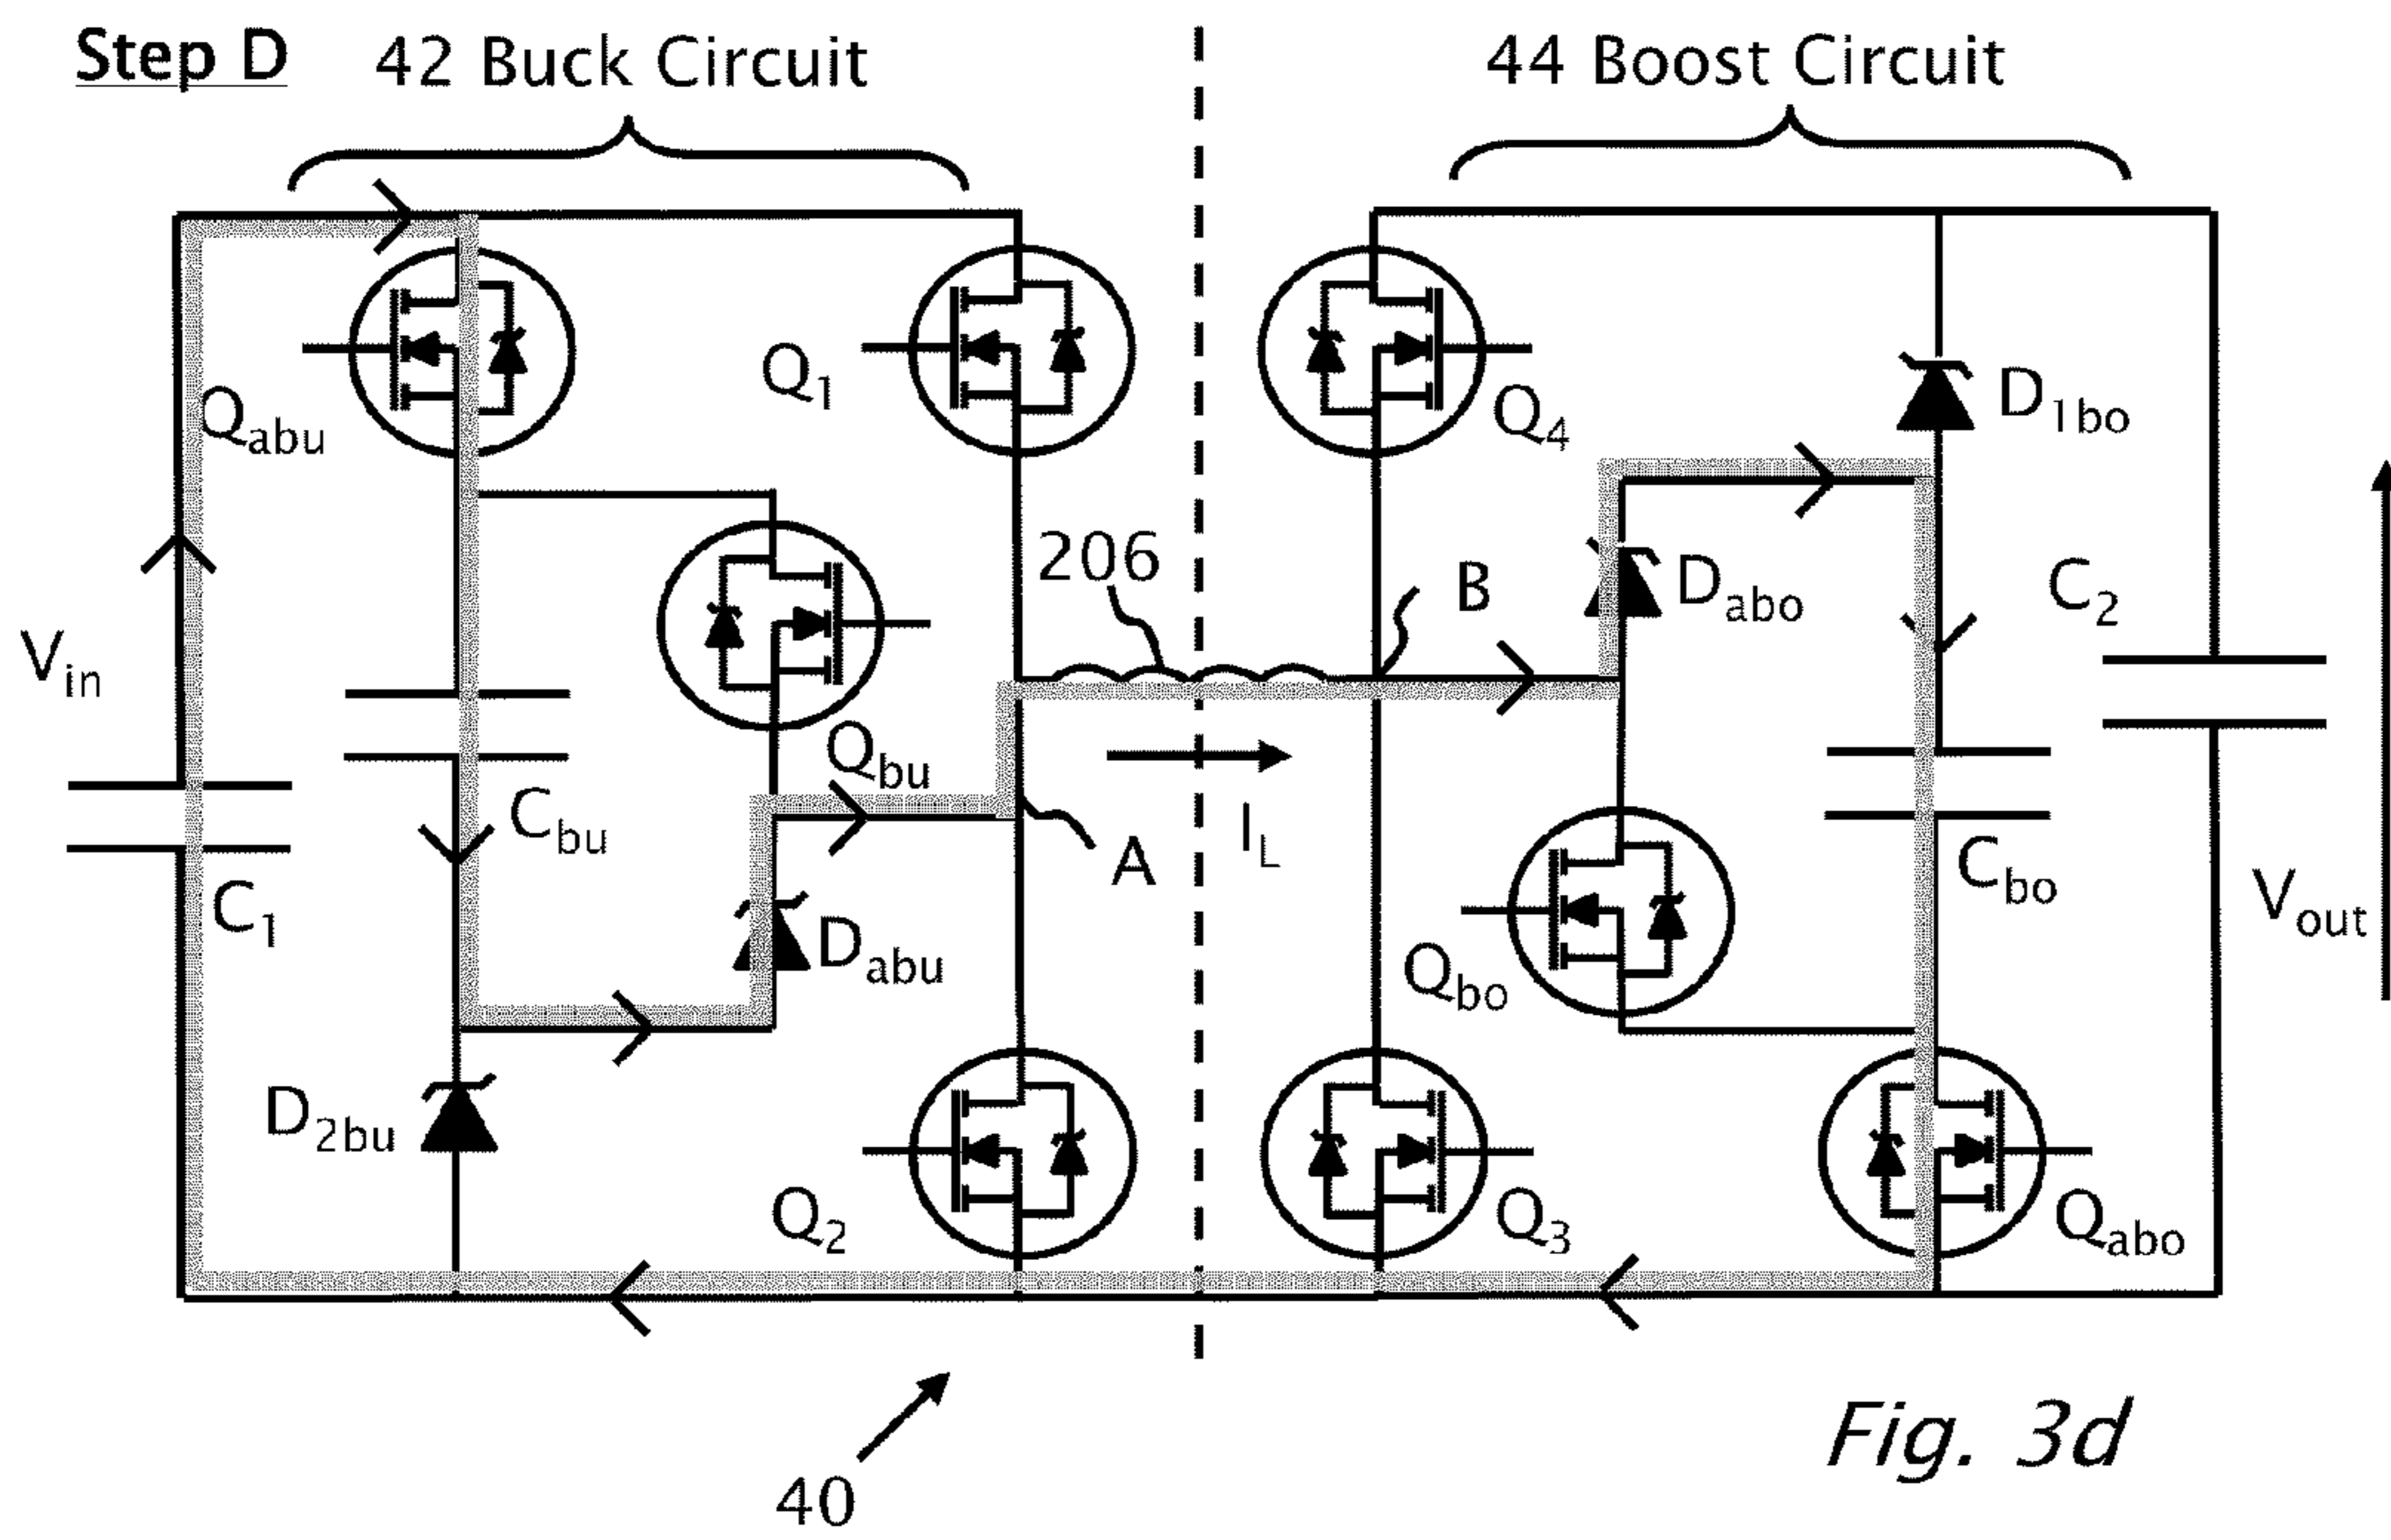 Step D
42 Buck Circuit
44 Boost Circuit
Qabu
Q1
Q4
D1bo
206
B
Dabo
C2
Vin
Qbu
Cbu
A
IL
Cbo
Vout
C1
Dabu
Qbo
D2bu
Q2
Q3
Qabo
40
Fig. 3d